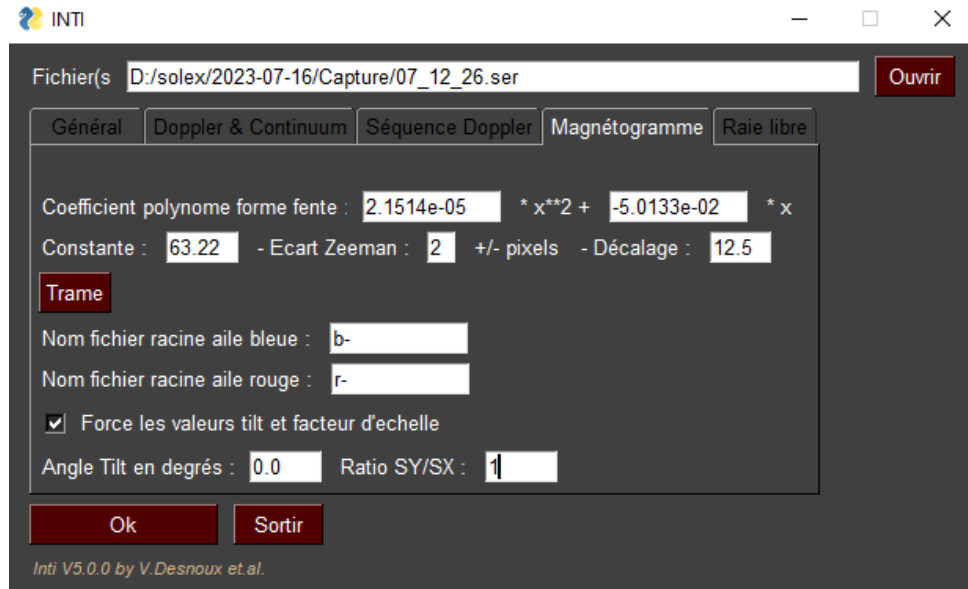 INTI
Fichier(s D:/solex/2023-07-16/Capture/07_12_26.ser Ouvrir
Général Doppler & Continuum Séquence Doppler Magnétogramme Raie libre
Coefficient polynome forme fente : 2.1514e-05 * x**2 + -5.0133e-02 * x
Constante : 63.22 - Ecart Zeeman : 2 +/- pixels - Décalage : 12.5
Trame
Nom fichier racine aile bleue : b-
Nom fichier racine aile rouge : r-
Force les valeurs tilt et facteur d'echelle
Angle Tilt en degrés : 0.0 Ratio SY/SX : 1
Ok Sortir
Inti V5.0.0 by V.Desnoux et.al.